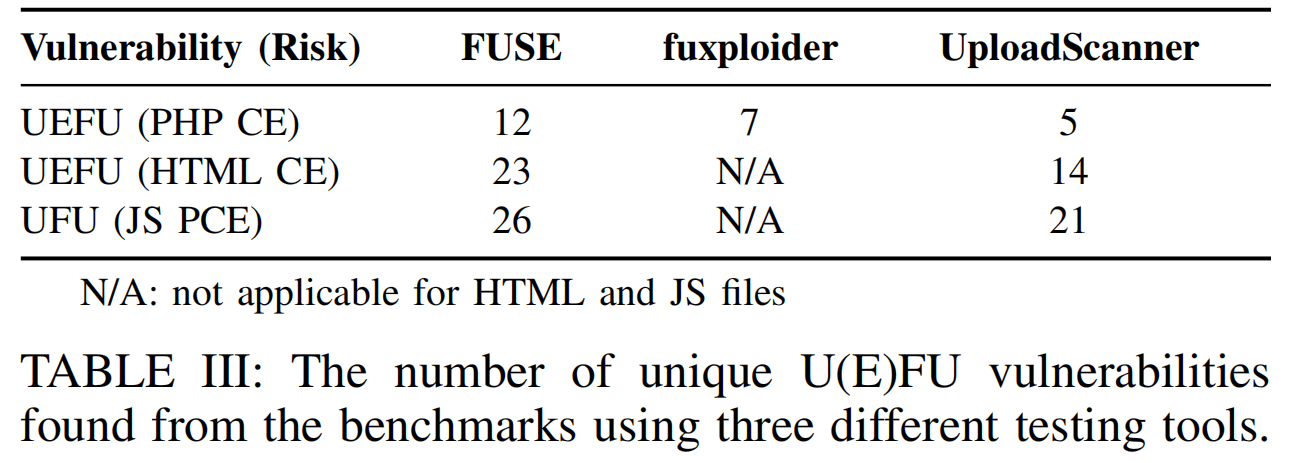 Vulnerability (Risk) FUSE fuxploider UploadScanner
UEFU (PHP CE) 12 7 5
UEFU (HTML CE) 23 N/A 14
UFU (JS PCE) 26 N/A 21
N/A: not applicable for HTML and JS files
TABLE III: The number of unique U(E)FU vulnerabilities
found from the benchmarks using three different testing tools.